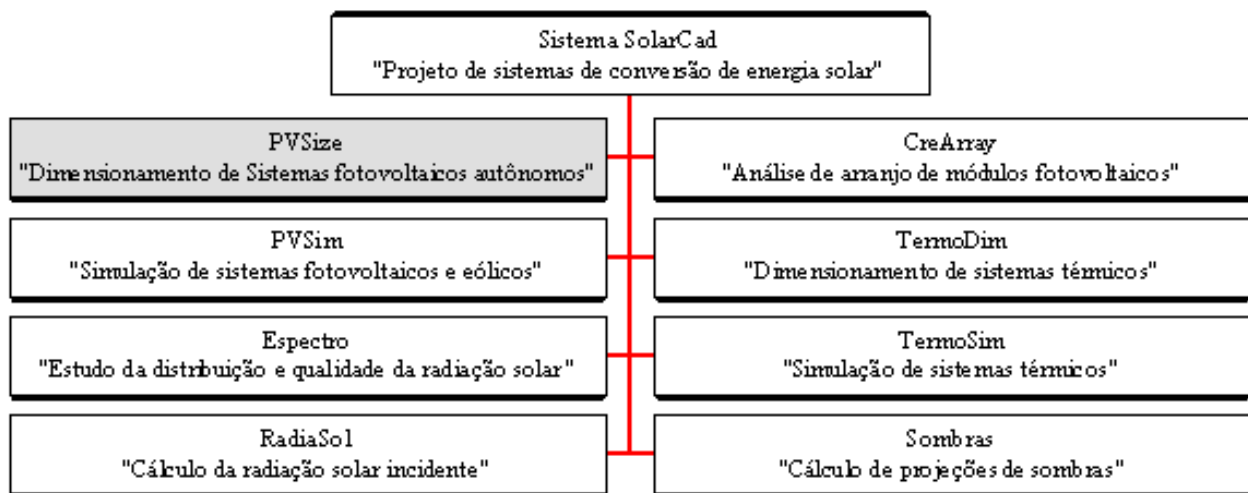 Sistema SolarCad
"Projeto de sistemas de conversão de energia solar"
PVSize
"Dimensionamento de Sistemas fotovoltaicos autônomos"
CreArray
"Análise de arranjo de módulos fotovoltaicos"
PVSim
"Simulação de sistemas fotovoltaicos e eólicos"
TermoDim
"Dimensionamento de sistemas térmicos"
Espectro
"Estudo da distribuição e qualidade da radiação solar"
TermoSim
"Simulação de sistemas térmicos"
RadiaSol
"Cálculo da radiação solar incidente"
Sombras
"Cálculo de projeções de sombras"